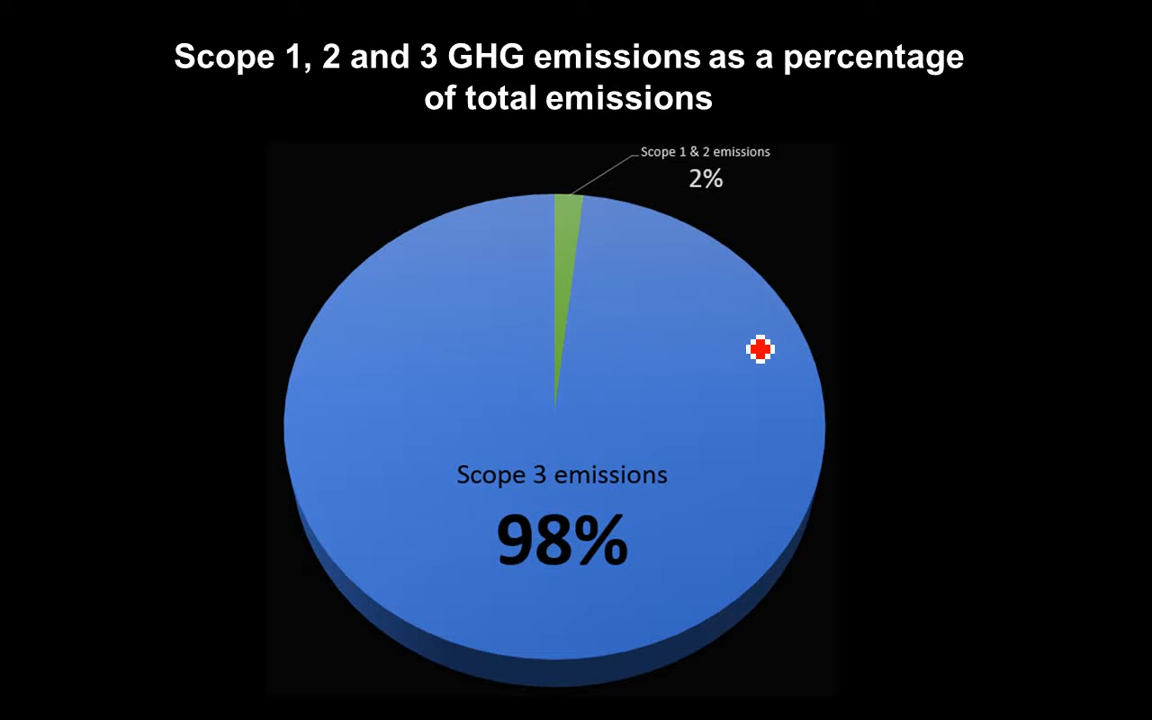 Scope 1, 2 and 3 GHG emissions as a percentage
of total emissions
Scope 1 & 2 emissions
2%
Scope 3 emissions
98%